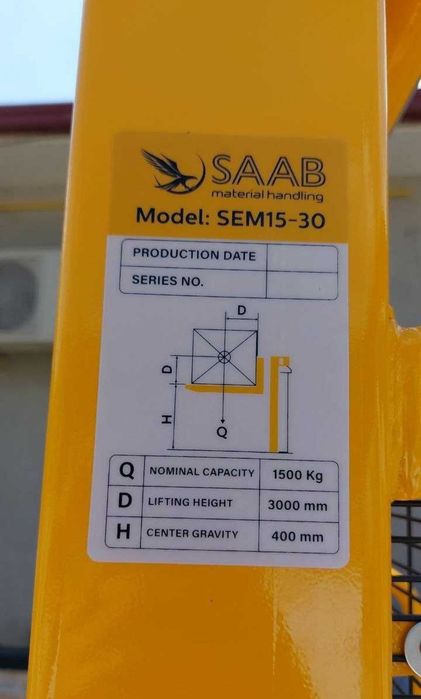 SAAB
material handling
Model: SEM15-30
PRODUCTION DATE
SERIES NO.
D
D
H
Q
Q NOMINAL CAPACITY 1500 Kg
D LIFTING HEIGHT 3000 mm
H CENTER GRAVITY 400 mm